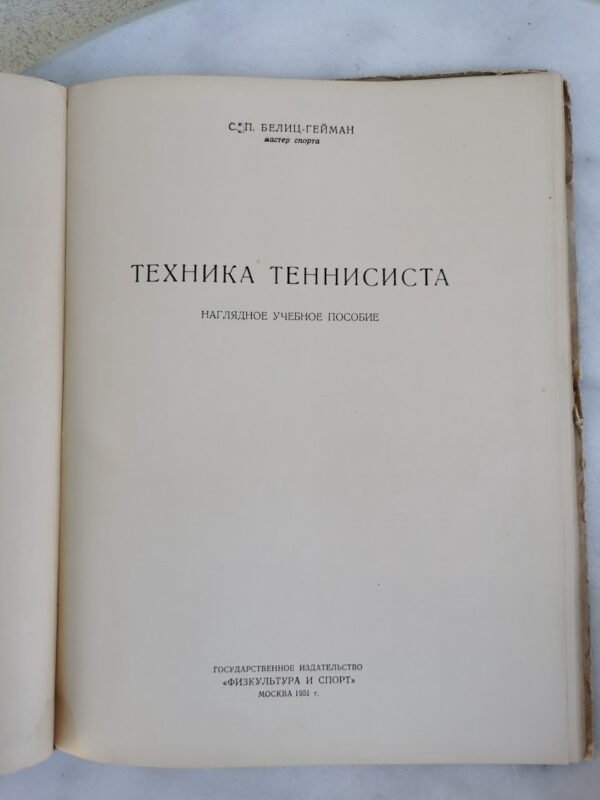 С. П. БЕЛИЦ-ГЕЙМАН
мастер спорта
ТЕХНИКА ТЕННИСИСТА
НАГЛЯДНОЕ УЧЕБНОЕ ПОСОБИЕ
ГОСУДАРСТВЕННОЕ ИЗДАТЕЛЬСТВО
«ФИЗКУЛЬТУРА И СПОРТ»
МОСКВА 1951 г.